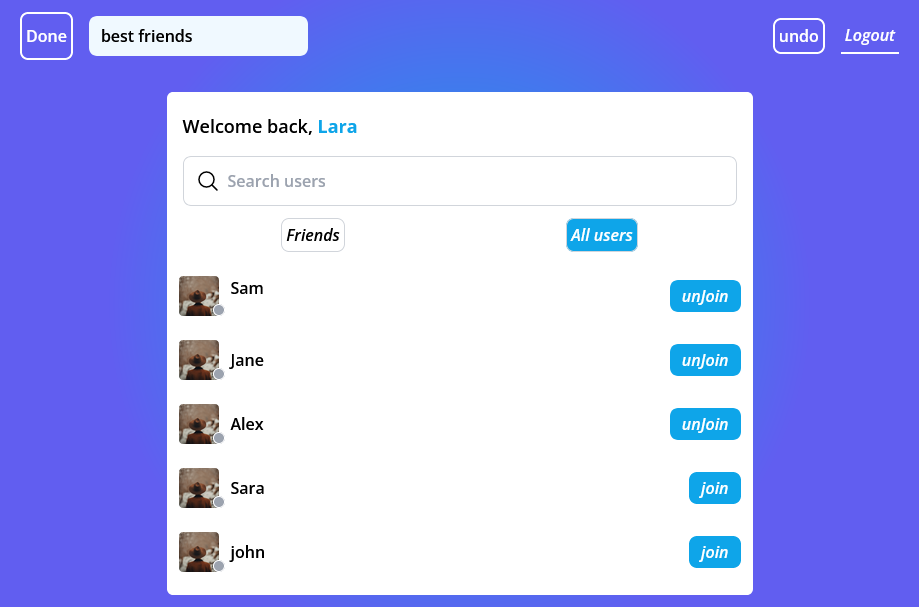 Done best friends undo Logout
Welcome back, Lara
Search users
Friends All users
Sam unJoin
Jane unJoin
Alex unJoin
Sara join
john join